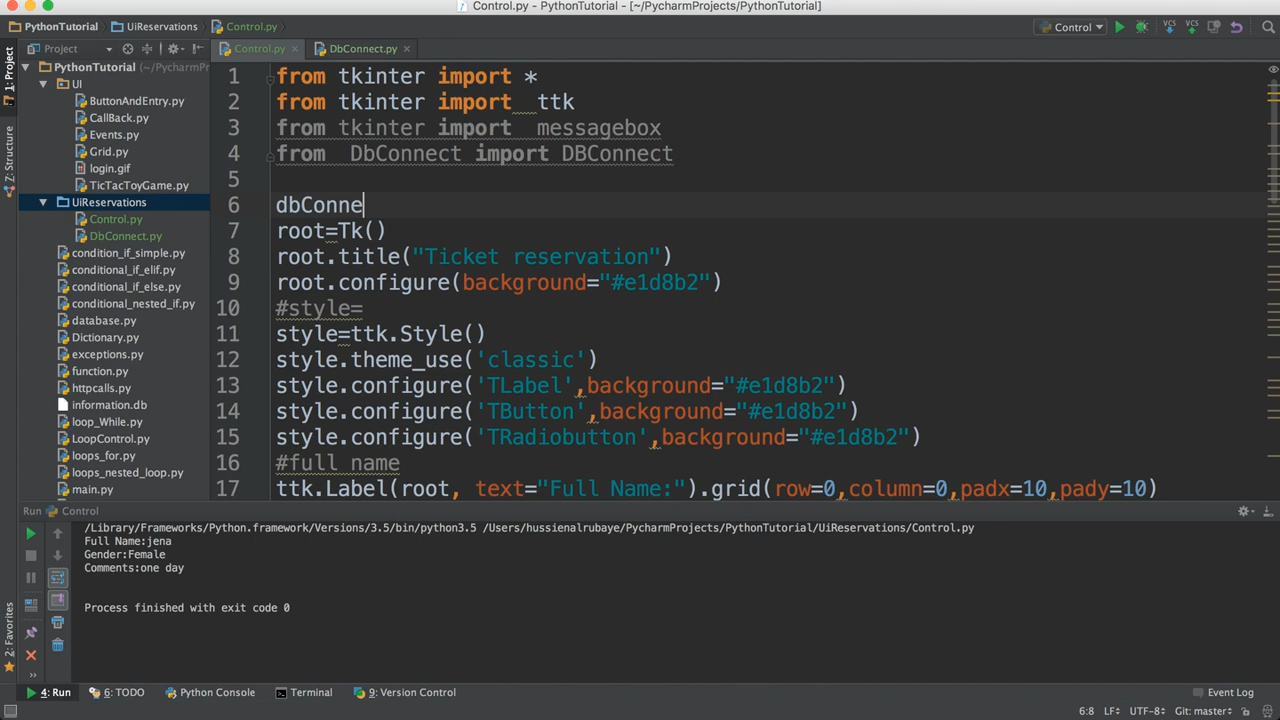 Control.py - PythonTutorial - [~/PycharmProjects/PythonTutorial]
PythonTutorial UiReservations Control.py Control
Project Control.py DbConnect.py
1: Project
Z: Structure
2: Favorites
PythonTutorial (~/PycharmPr
UI
ButtonAndEntry.py
CallBack.py
Events.py
Grid.py
login.gif
TicTacToyGame.py
UiReservations
Control.py
DbConnect.py
condition_if_simple.py
conditional_if_elif.py
conditional_if_else.py
conditional_nested_if.py
database.py
Dictionary.py
exceptions.py
function.py
httpcalls.py
information.db
loop_While.py
LoopControl.py
loops_for.py
loops_nested_loop.py
main.py
1 from tkinter import *
2 from tkinter import  ttk
3 from tkinter import  messagebox
4 from  DbConnect import DBConnect
5
6 dbConne
7 root=Tk()
8 root.title("Ticket reservation")
9 root.configure(background="#e1d8b2")
10 #style=
11 style=ttk.Style()
12 style.theme_use('classic')
13 style.configure('TLabel',background="#e1d8b2")
14 style.configure('TButton',background="#e1d8b2")
15 style.configure('TRadiobutton',background="#e1d8b2")
16 #full name
17 ttk.Label(root, text="Full Name:").grid(row=0,column=0,padx=10,pady=10)
Run Control
/Library/Frameworks/Python.framework/Versions/3.5/bin/python3.5 /Users/hussienalrubaye/PycharmProjects/PythonTutorial/UiReservations/Control.py
Full Name:jena
Gender:Female
Comments:one day
Process finished with exit code 0
4: Run 6: TODO Python Console Terminal 9: Version Control Event Log
6:8 LF UTF-8 Git: master